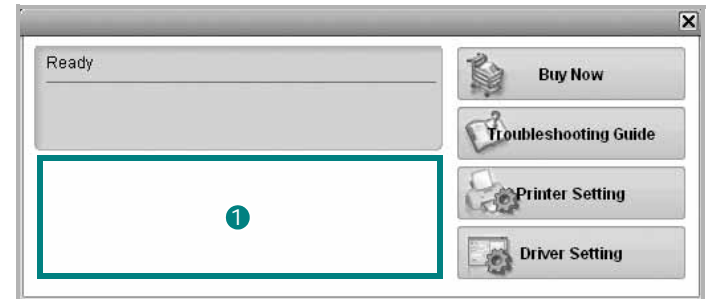 Ready
Buy Now
Troubleshooting Guide
1
Printer Setting
Driver Setting